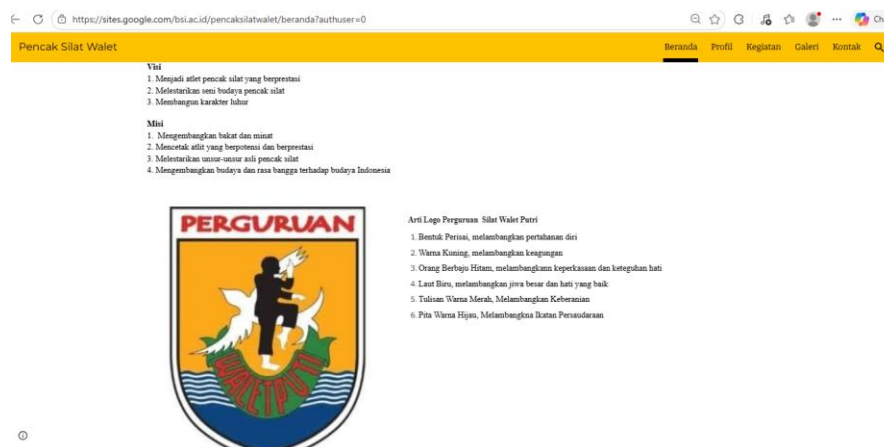 https://sites.google.com/bsi.ac.id/pencaksilatwalet/beranda?authuser=0
Ch
Pencak Silat Walet
Beranda Profil Kegiatan Galeri Kontak
Visi
1. Menjadi atlet pencak silat yang berprestasi
2. Melestarikan seni budaya pencak silat
3. Membangun karakter luhur
Misi
1. Mengembangkan bakat dan minat
2. Mencetak atlit yang berpotensi dan berprestasi
3. Melestarikan unsur-unsur asli pencak silat
4. Mengembangkan budaya dan rasa bangga terhadap budaya Indonesia
PERGURUAN
WALETPUTI
Arti Logo Perguruan Silat Walet Putri
1. Bentuk Perisai, melambangkan pertahanan diri
2. Warna Kuning, melambangkan keagungan
3. Orang Berbaju Hitam, melambangkann keperkasaan dan keteguhan hati
4. Laut Biru, melambangkan jiwa besar dan hati yang baik
5. Tulisan Warna Merah, Melambangkan Keberanian
6. Pita Warna Hijau, Melambangkna Ikatan Persaudaraan